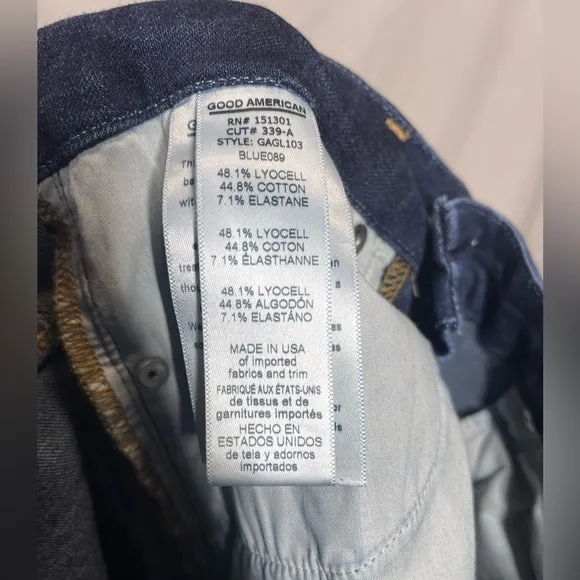 GOOD AMERICAN
RN# 151301
CUT# 339-A
STYLE: GAGL103
BLUE089
48.1% LYOCELL
44.8% COTTON
7.1% ELASTANE
48.1% LYOCELL
44.8% COTON
7.1% ÉLASTHANNE
48.1% LYOCELL
44.8% ALGODÓN
7.1% ELASTÁNO
MADE IN USA
of imported
fabrics and trim
FABRIQUÉ AUX ÉTATS-UNIS
de tissus et de
garnitures importés
HECHO EN
ESTADOS UNIDOS
de tela y adornos
importados